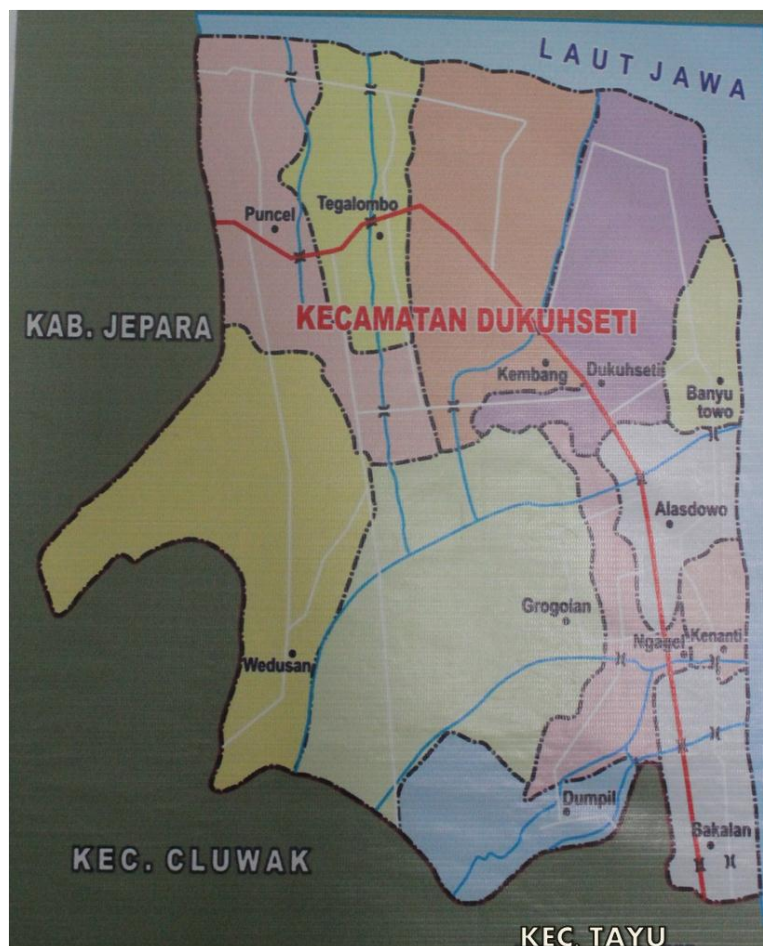 LAUT JAWA
Tegalombo
Puncel
KECAMATAN DUKUHSETI
KAB. JEPARA
Kembang
Dukuhsetis
Banyu
towo
Alasdowo
Grogolan
Ngagel
Kenanti
Wedusan
Dumpil
Bakalan
KEC. CLUWAK
KEC. TAYU